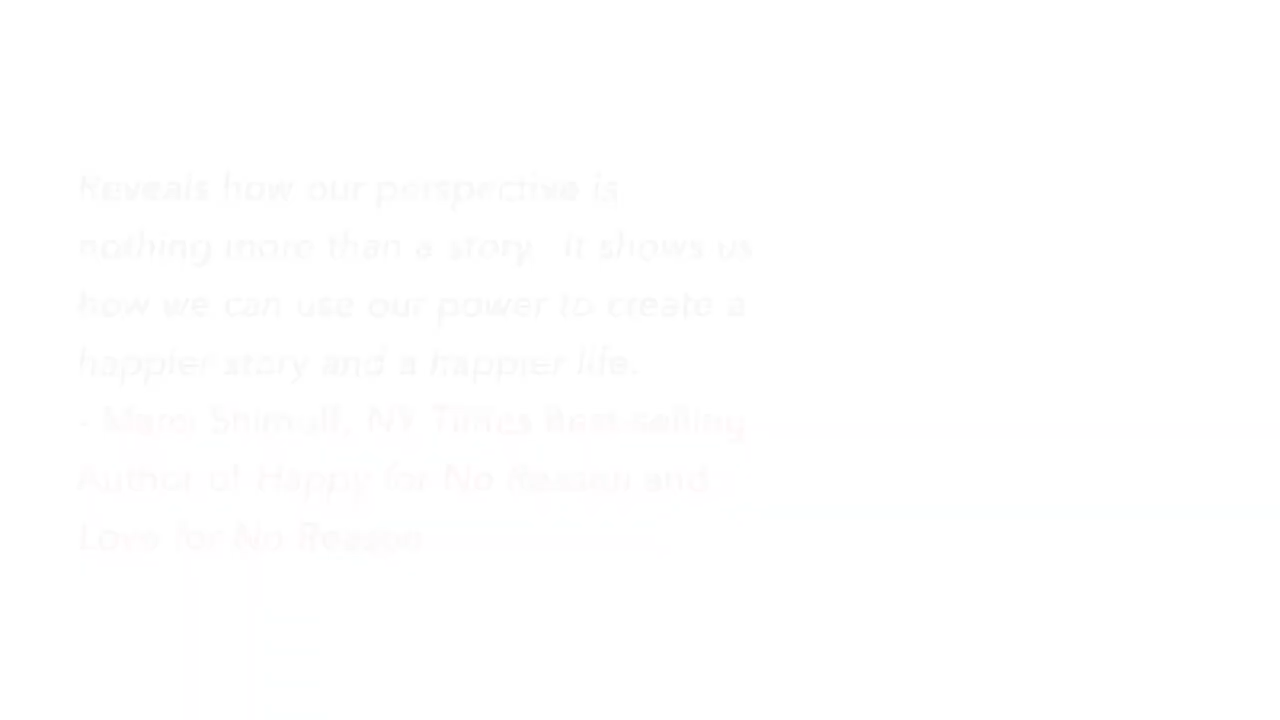 Reveals how our perspective is
nothing more than a story. It shows us
how we can use our power to create a
happier story and a happier life.
- Marci Shimoff, NY Times Best-selling
Author of Happy for No Reason and
Love for No Reason